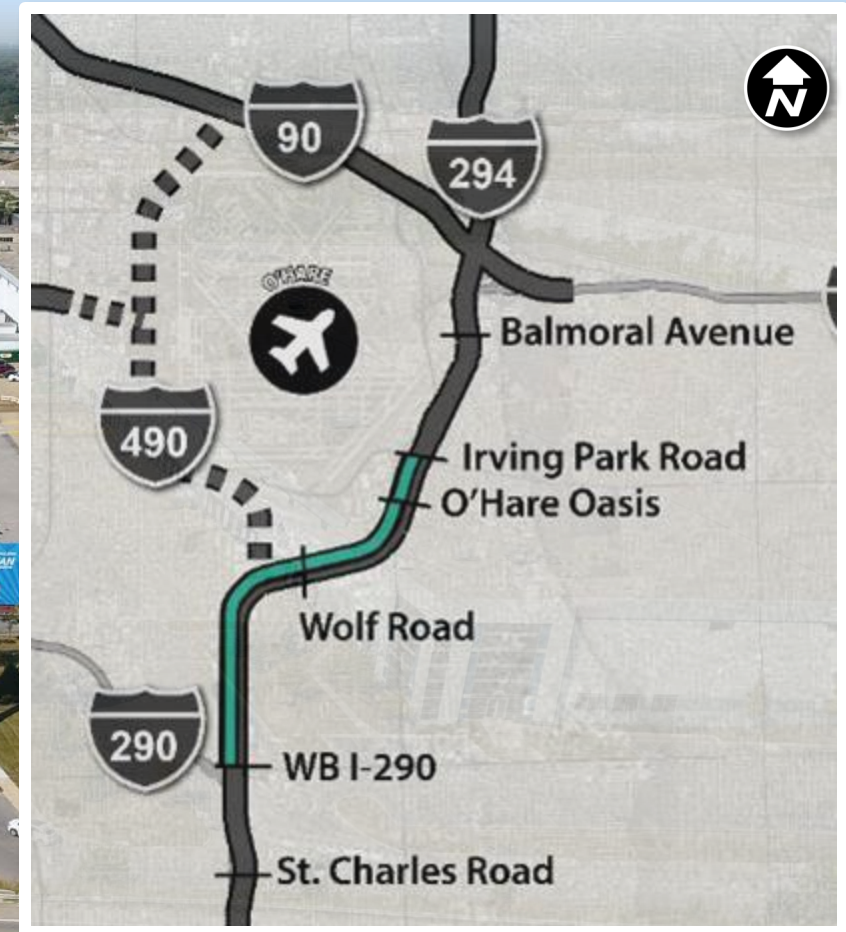 N
90
294
O'HARE
Balmoral Avenue
490
Irving Park Road
O'Hare Oasis
Wolf Road
290
WB I-290
St. Charles Road